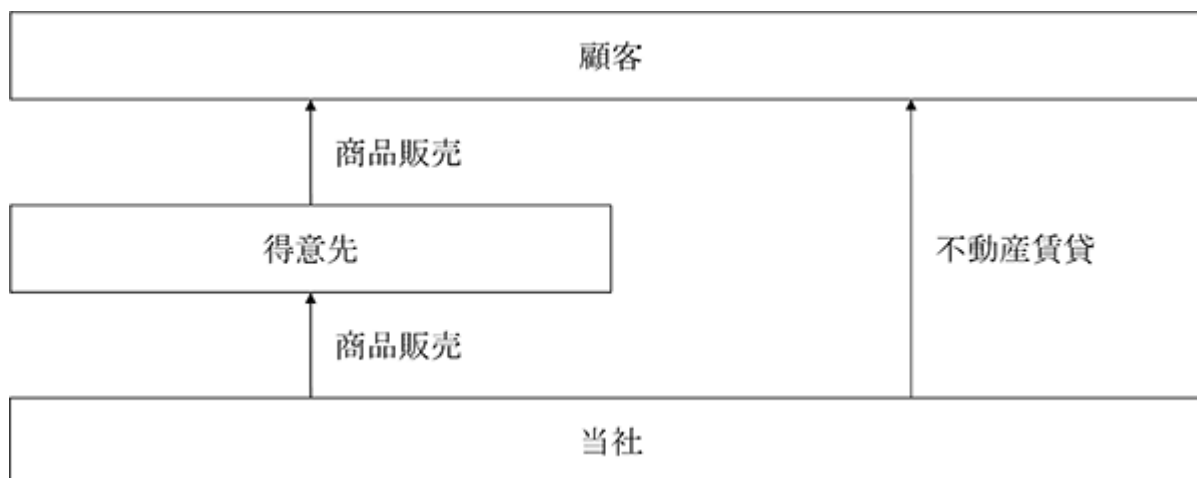 顧客
商品販売
得意先
不動産賃貸
商品販売
当社